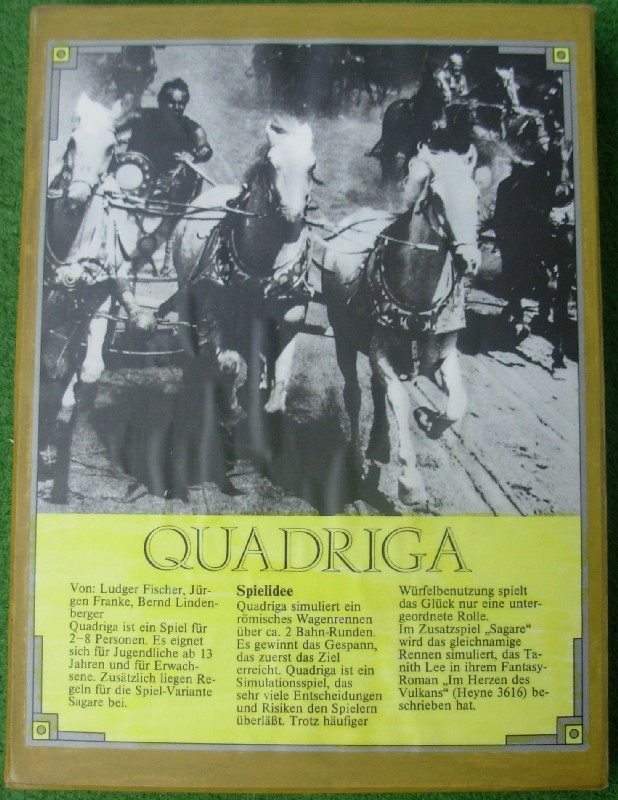 QUADRIGA
Von: Ludger Fischer, Jür-
gen Franke, Bernd Linden-
berger
Quadriga ist ein Spiel für
2-8 Personen. Es eignet
sich für Jugendliche ab 13
Jahren und für Erwach-
sene. Zusätzlich liegen Re-
geln für die Spiel-Variante
Sagare bei.
Spielidee
Quadriga simuliert ein
römisches Wagenrennen
über ca. 2 Bahn-Runden.
Es gewinnt das Gespann,
das zuerst das Ziel
erreicht. Quadriga ist ein
Simulationsspiel, das
sehr viele Entscheidungen
und Risiken den Spielern
überläßt. Trotz häufiger
Würfelbenutzung spielt
das Glück nur eine unter-
geordnete Rolle.
Im Zusatzspiel „Sagare“
wird das gleichnamige
Rennen simuliert, das Ta-
nith Lee in ihrem Fantasy-
Roman „Im Herzen des
Vulkans“ (Heyne 3616) be-
schrieben hat.